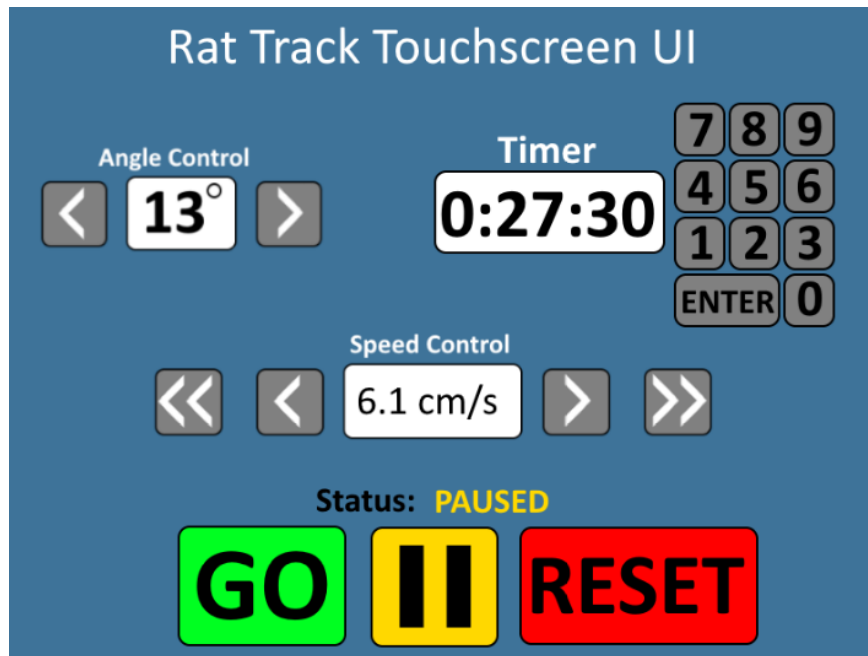 Rat Track Touchscreen UI
Angle Control
< 13° >
Timer
0:27:30
7 8 9
4 5 6
1 2 3
ENTER 0
Speed Control
<< < 6.1 cm/s > >>
Status: PAUSED
GO RESET